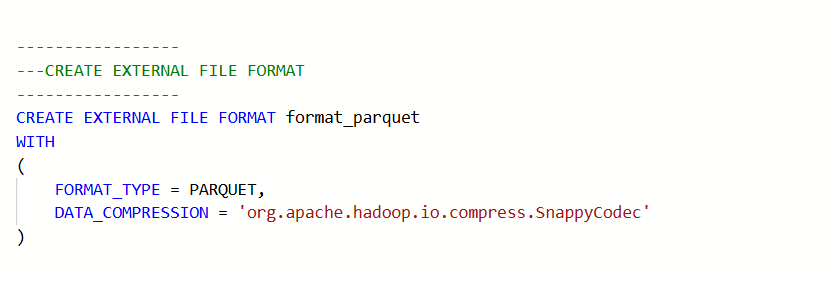 -----------------
---CREATE EXTERNAL FILE FORMAT
-----------------
CREATE EXTERNAL FILE FORMAT format_parquet
WITH
(
    FORMAT_TYPE = PARQUET,
    DATA_COMPRESSION = 'org.apache.hadoop.io.compress.SnappyCodec'
)